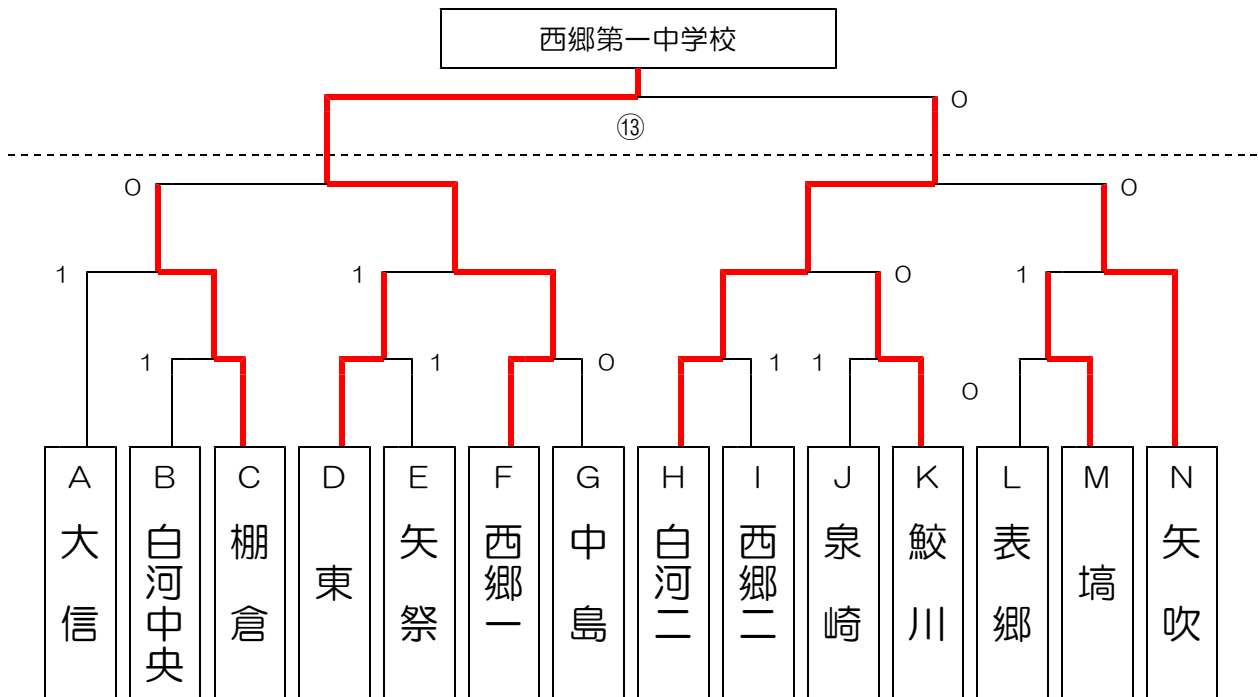 西郷第一中学校
0
⑬
0
0
1
1
0
1
1
1
0
1
1
0
A B C D E F G H I J K L M N
大信
白河中央
棚倉
東
矢祭
西郷一
中島
白河二
西郷二
泉崎
鮫川
表郷
塙
矢吹